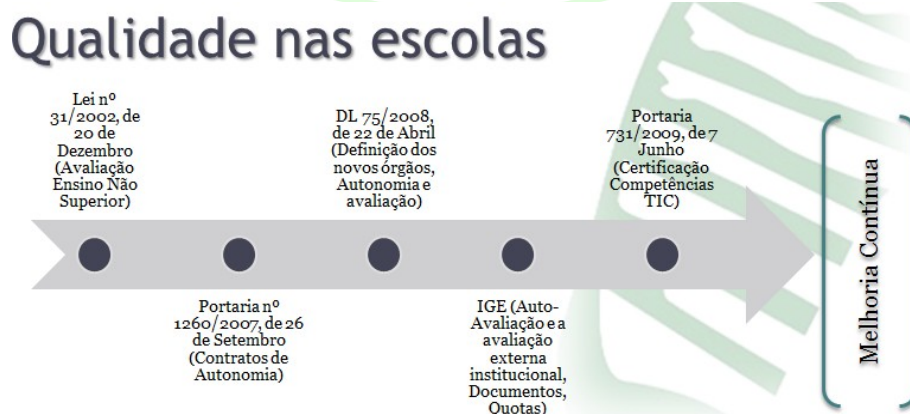 Qualidade nas escolas
Lei nº
31/2002, de
20 de
Dezembro
(Avaliação
Ensino Não
Superior)
Portaria nº
1260/2007, de 26
de Setembro
(Contratos de
Autonomia)
DL 75/2008,
de 22 de Abril
(Definição dos
novos órgãos,
Autonomia e
avaliação)
IGE (Auto-
Avaliação e a
avaliação
externa
institucional,
Documentos,
Quotas)
Portaria
731/2009, de 7
Junho
(Certificação
Competências
TIC)
Melhoria Contínua